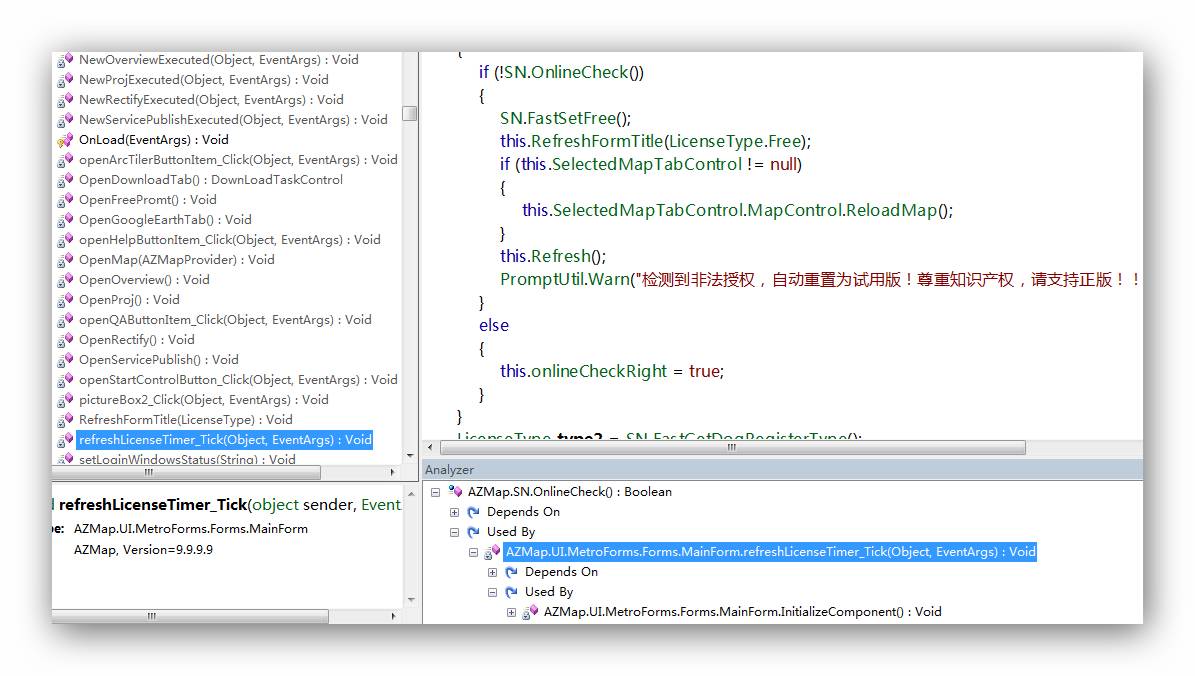 NewOverviewExecuted(Object, EventArgs) : Void
NewProjExecuted(Object, EventArgs) : Void
NewRectifyExecuted(Object, EventArgs) : Void
NewServicePublishExecuted(Object, EventArgs) : Void
OnLoad(EventArgs) : Void
openArcTilerButtonItem_Click(Object, EventArgs) : Void
OpenDownloadTab() : DownLoadTaskControl
OpenFreePromt() : Void
OpenGoogleEarthTab() : Void
openHelpButtonItem_Click(Object, EventArgs) : Void
OpenMap(AZMapProvider) : Void
OpenOverview() : Void
OpenProj() : Void
openQAButtonItem_Click(Object, EventArgs) : Void
OpenRectify() : Void
OpenServicePublish() : Void
openStartControlButton_Click(Object, EventArgs) : Void
pictureBox2_Click(Object, EventArgs) : Void
RefreshFormTitle(LicenseType) : Void
refreshLicenseTimer_Tick(Object, EventArgs) : Void
setLoginWindowsStatus(String) : Void
refreshLicenseTimer_Tick(object sender, Event
pe: AZMap.UI.MetroForms.Forms.MainForm
AZMap, Version=9.9.9.9
{
if (!SN.OnlineCheck())
{
SN.FastSetFree();
this.RefreshFormTitle(LicenseType.Free);
if (this.SelectedMapTabControl != null)
{
this.SelectedMapTabControl.MapControl.ReloadMap();
}
this.Refresh();
PromptUtil.Warn("检测到非法授权，自动重置为试用版！尊重知识产权，请支持正版！！
}
else
{
this.onlineCheckRight = true;
}
}
LicenseType type2 = SN.FastGetDogRegisterType();
Analyzer
AZMap.SN.OnlineCheck() : Boolean
Depends On
Used By
AZMap.UI.MetroForms.Forms.MainForm.refreshLicenseTimer_Tick(Object, EventArgs) : Void
Depends On
Used By
AZMap.UI.MetroForms.Forms.MainForm.InitializeComponent() : Void